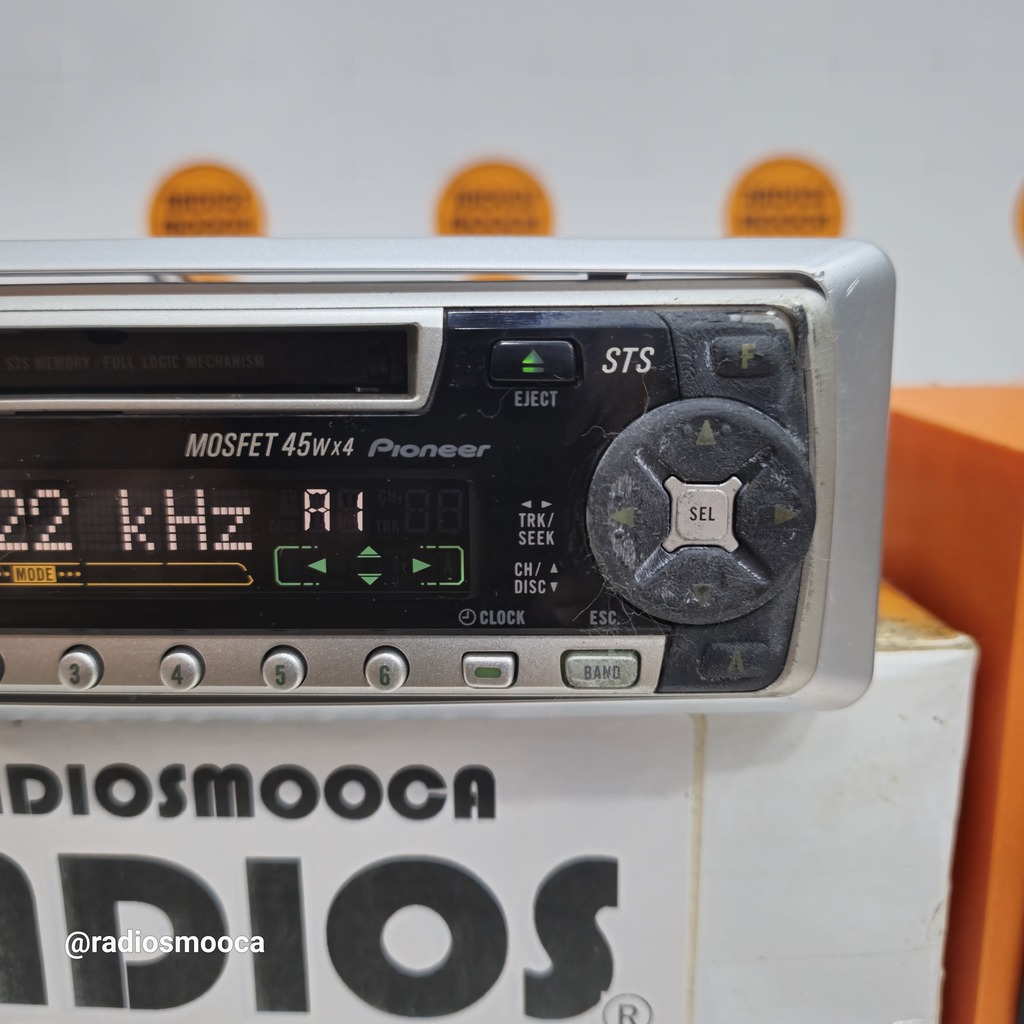 STS MEMORY / FULL LOGIC MECHANISM
EJECT
STS
F
MOSFET 45Wx4 Pioneer
22 kHz A1
MODE
TRK/
SEEK
CH/
DISC
SEL
CLOCK
ESC
3 4 5 6
BAND
A
ADIOSMOOCA
ADIOS
®
@radiosmooca